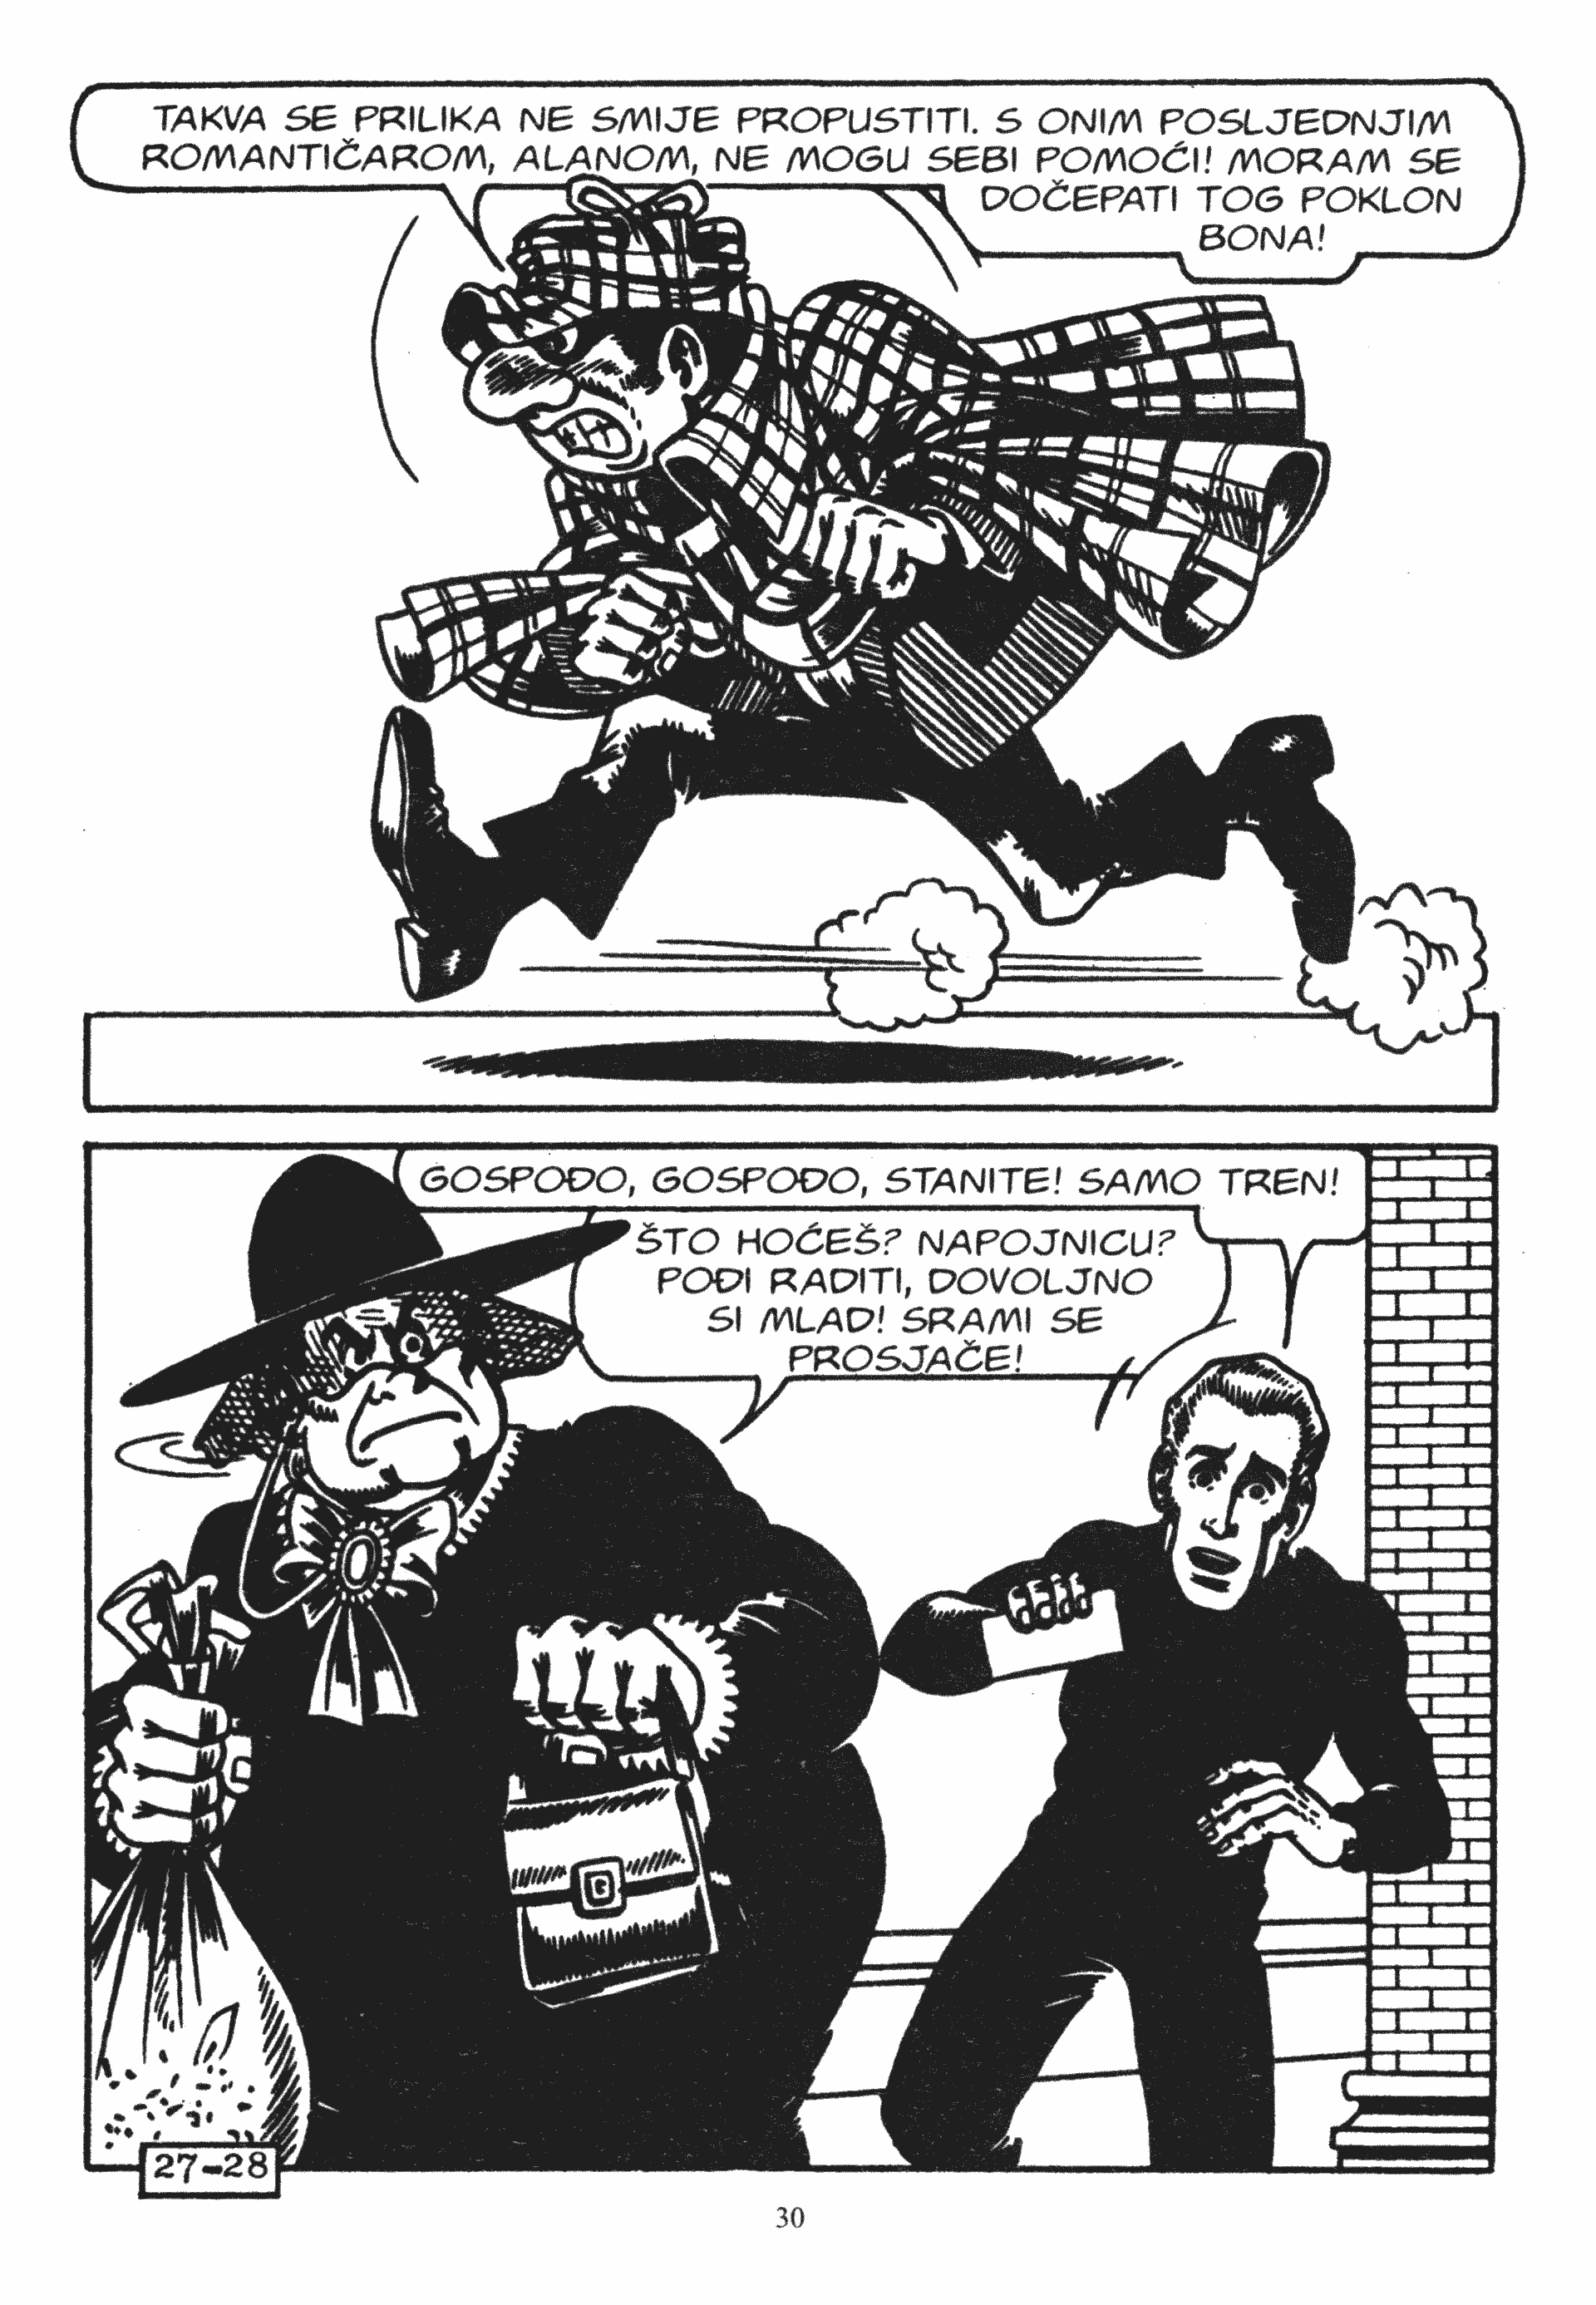 TAKVA SE PRILIKA NE SMIJE PROPUSTITI. S ONIM POSLJEDNJIM
ROMANTIČAROM, ALANOM, NE MOGU SEBI POMOĆI! MORAM SE
DOČEPATI TOG POKLON
BONA!
GOSPOĐO, GOSPOĐO, STANITE! SAMO TREN!
ŠTO HOĆEŠ? NAPOJNICU?
POĐI RADITI, DOVOLJNO
SI MLAD! SRAMI SE
PROSJAČE!
G
27-28
30